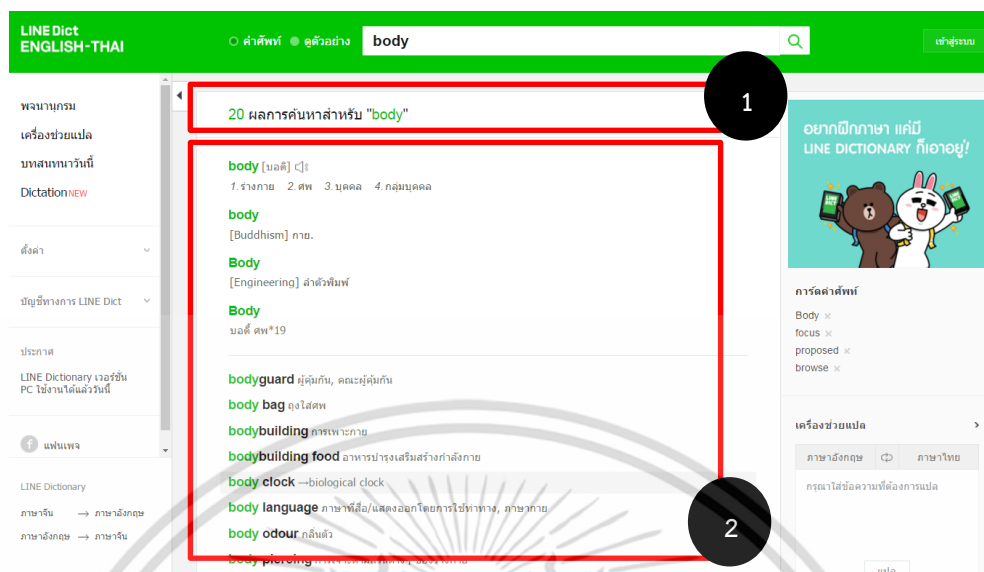 LINE Dict
ENGLISH-THAI
คำศัพท์ ดูตัวอย่าง body
เข้าสู่ระบบ
พจนานุกรม
เครื่องช่วยแปล
บทสนทนาวันนี้
Dictation NEW
ตั้งค่า
บัญชีทางการ LINE Dict
ประกาศ
LINE Dictionary เวอร์ชั่น
PC ใช้งานได้แล้ววันนี้
แฟนเพจ
LINE Dictionary
ภาษาจีน → ภาษาอังกฤษ
ภาษาอังกฤษ → ภาษาจีน
20 ผลการค้นหาสำหรับ "body"
1
body [บอดี]
1. ร่างกาย 2. ศพ 3. บุคคล 4. กลุ่มบุคคล
body
[Buddhism] กาย.
Body
[Engineering] ลำตัวพิมพ์
Body
บอดี้ ศพ*19
bodyguard ผู้คุ้มกัน, คณะผู้คุ้มกัน
body bag ถุงใส่ศพ
bodybuilding การเพาะกาย
bodybuilding food อาหารบำรุงเสริมสร้างกำลังกาย
body clock →biological clock
body language ภาษาที่สื่อ/แสดงออกโดยการใช้ท่าทาง, ภาษากาย
body odour กลิ่นตัว
body piercing
2
อยากฝึกภาษา แค่มี
LINE DICTIONARY ก็เอาอยู่!
LINE DICT
การ์ดคำศัพท์
Body ×
focus ×
proposed ×
browse ×
เครื่องช่วยแปล >
ภาษาอังกฤษ ภาษาไทย
กรุณาใส่ข้อความที่ต้องการแปล
แปล